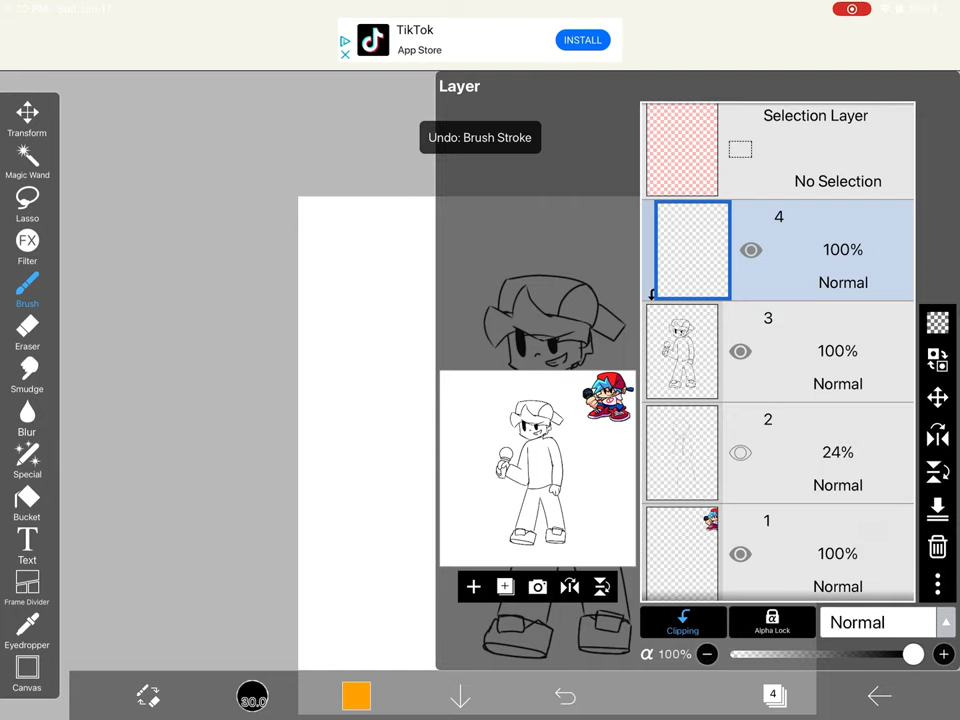 TikTok
App Store
INSTALL
Layer
Undo: Brush Stroke
Transform
Magic Wand
Lasso
FX
Filter
Brush
Eraser
Smudge
Blur
Special
Bucket
T
Text
Frame Divider
Eyedropper
Canvas
Selection Layer
No Selection
4
100%
Normal
3
100%
Normal
2
24%
Normal
1
100%
Normal
Clipping
α
Alpha Lock
Normal
α 100%
30.0
4